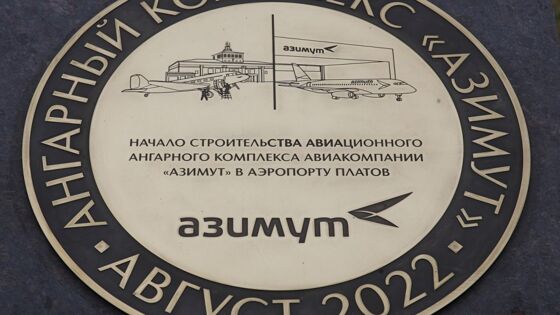 АНГАРНЫЙ КОМПЛЕКС «АЗИМУТ»
азимут
НАЧАЛО СТРОИТЕЛЬСТВА АВИАЦИОННОГО
АНГАРНОГО КОМПЛЕКСА АВИАКОМПАНИИ
«АЗИМУТ» В АЭРОПОРТУ ПЛАТОВ
азимут
АВГУСТ 2022